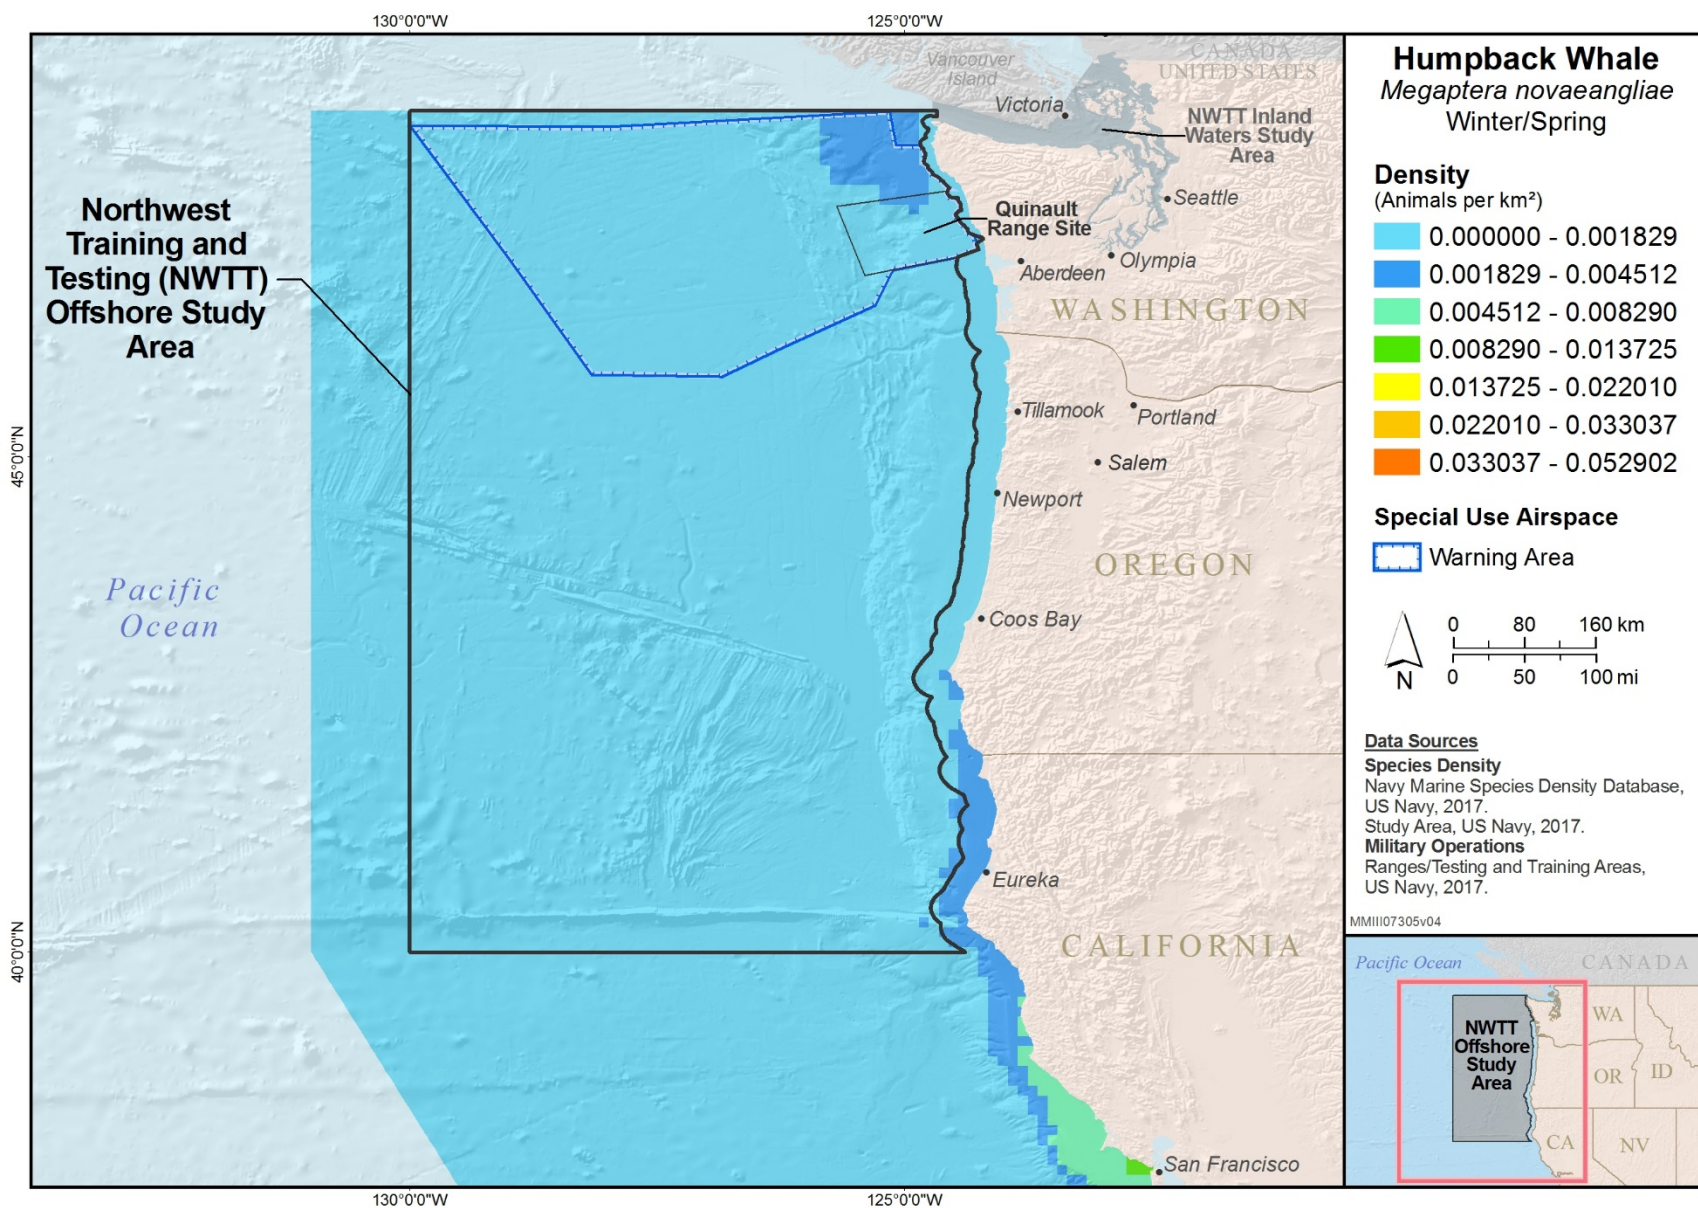 130°0'0"W
125°0'0"W
CANADA
UNITED STATES
Vancouver
Island
Victoria
NWTT Inland
Waters Study
Area
Seattle
Northwest
Training and
Testing (NWTT)
Offshore Study
Area
Quinault
Range Site
Aberdeen
Olympia
WASHINGTON
Tillamook
Portland
45°0'0"N
Salem
Newport
OREGON
Pacific
Ocean
Coos Bay
Eureka
CALIFORNIA
40°0'0"N
San Francisco
130°0'0"W
125°0'0"W
Humpback Whale
Megaptera novaeangliae
Winter/Spring
Density
(Animals per km²)
0.000000 - 0.001829
0.001829 - 0.004512
0.004512 - 0.008290
0.008290 - 0.013725
0.013725 - 0.022010
0.022010 - 0.033037
0.033037 - 0.052902
Special Use Airspace
Warning Area
0 80 160 km
0 50 100 mi
N
Data Sources
Species Density
Navy Marine Species Density Database,
US Navy, 2017.
Study Area, US Navy, 2017.
Military Operations
Ranges/Testing and Training Areas,
US Navy, 2017.
MMIII07305v04
Pacific Ocean
CANADA
NWTT
Offshore
Study
Area
WA
OR
ID
CA
NV